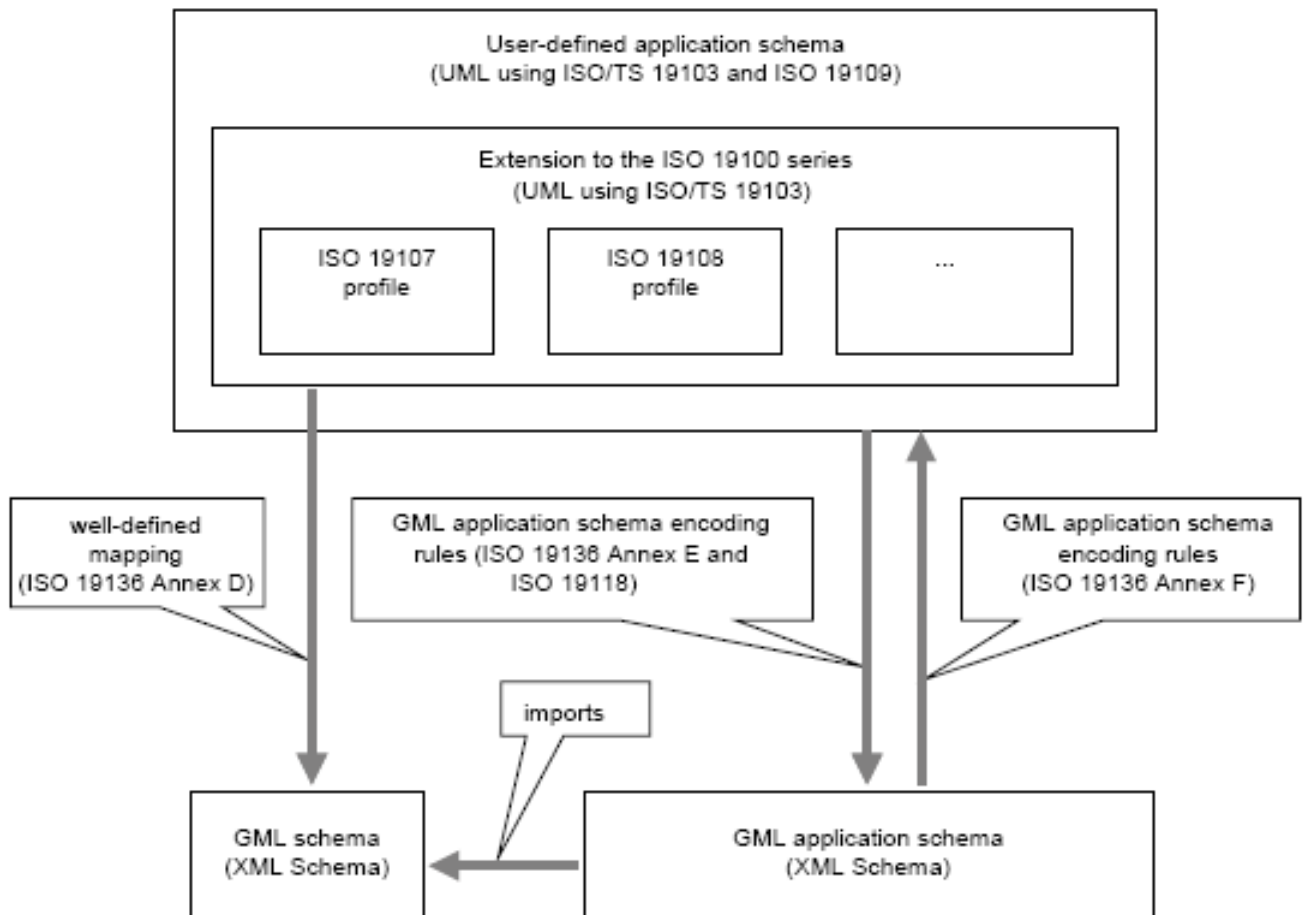 User-defined application schema
(UML using ISO/TS 19103 and ISO 19109)
Extension to the ISO 19100 series
(UML using ISO/TS 19103)
ISO 19107
profile
ISO 19108
profile
...
well-defined
mapping
(ISO 19136 Annex D)
GML application schema encoding
rules (ISO 19136 Annex E and
ISO 19118)
GML application schema
encoding rules
(ISO 19136 Annex F)
imports
GML schema
(XML Schema)
GML application schema
(XML Schema)